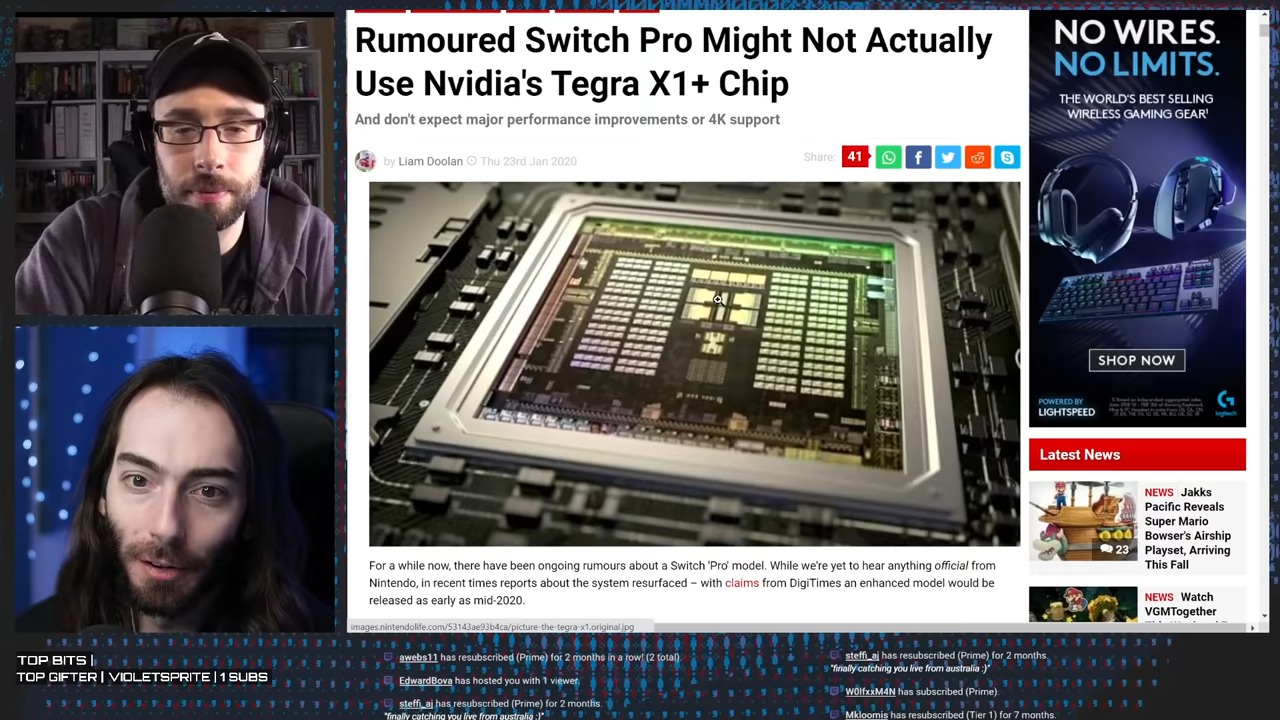 Rumoured Switch Pro Might Not Actually
Use Nvidia's Tegra X1+ Chip
And don't expect major performance improvements or 4K support
by Liam Doolan Thu 23rd Jan 2020
Share: 41
For a while now, there have been ongoing rumours about a Switch 'Pro' model. While we're yet to hear anything official from
Nintendo, in recent times reports about the system resurfaced – with claims from DigiTimes an enhanced model would be
released as early as mid-2020.
images.nintendolife.com/53143ae93b4ca/picture-the-tegra-x1.original.jpg
NO WIRES.
NO LIMITS.
THE WORLD'S BEST SELLING
WIRELESS GAMING GEAR¹
SHOP NOW
POWERED BY
LIGHTSPEED
logitech
Latest News
NEWS Jakks
Pacific Reveals
Super Mario
Bowser's Airship
Playset, Arriving
This Fall
23
NEWS Watch
VGMTogether
TOP BITS |
TOP GIFTER | VIOLETSPRITE | 1 SUBS
awebs11 has resubscribed (Prime) for 2 months in a row! (2 total).
EdwardBova has hosted you with 1 viewer.
steffi_aj has resubscribed (Prime) for 2 months.
"finally catching you live from australia :)"
steffi_aj has resubscribed (Prime) for 2 months.
"finally catching you live from australia :)"
W0lfxxM4N has subscribed (Prime).
Mkloomis has resubscribed (Tier 1) for 7 months.